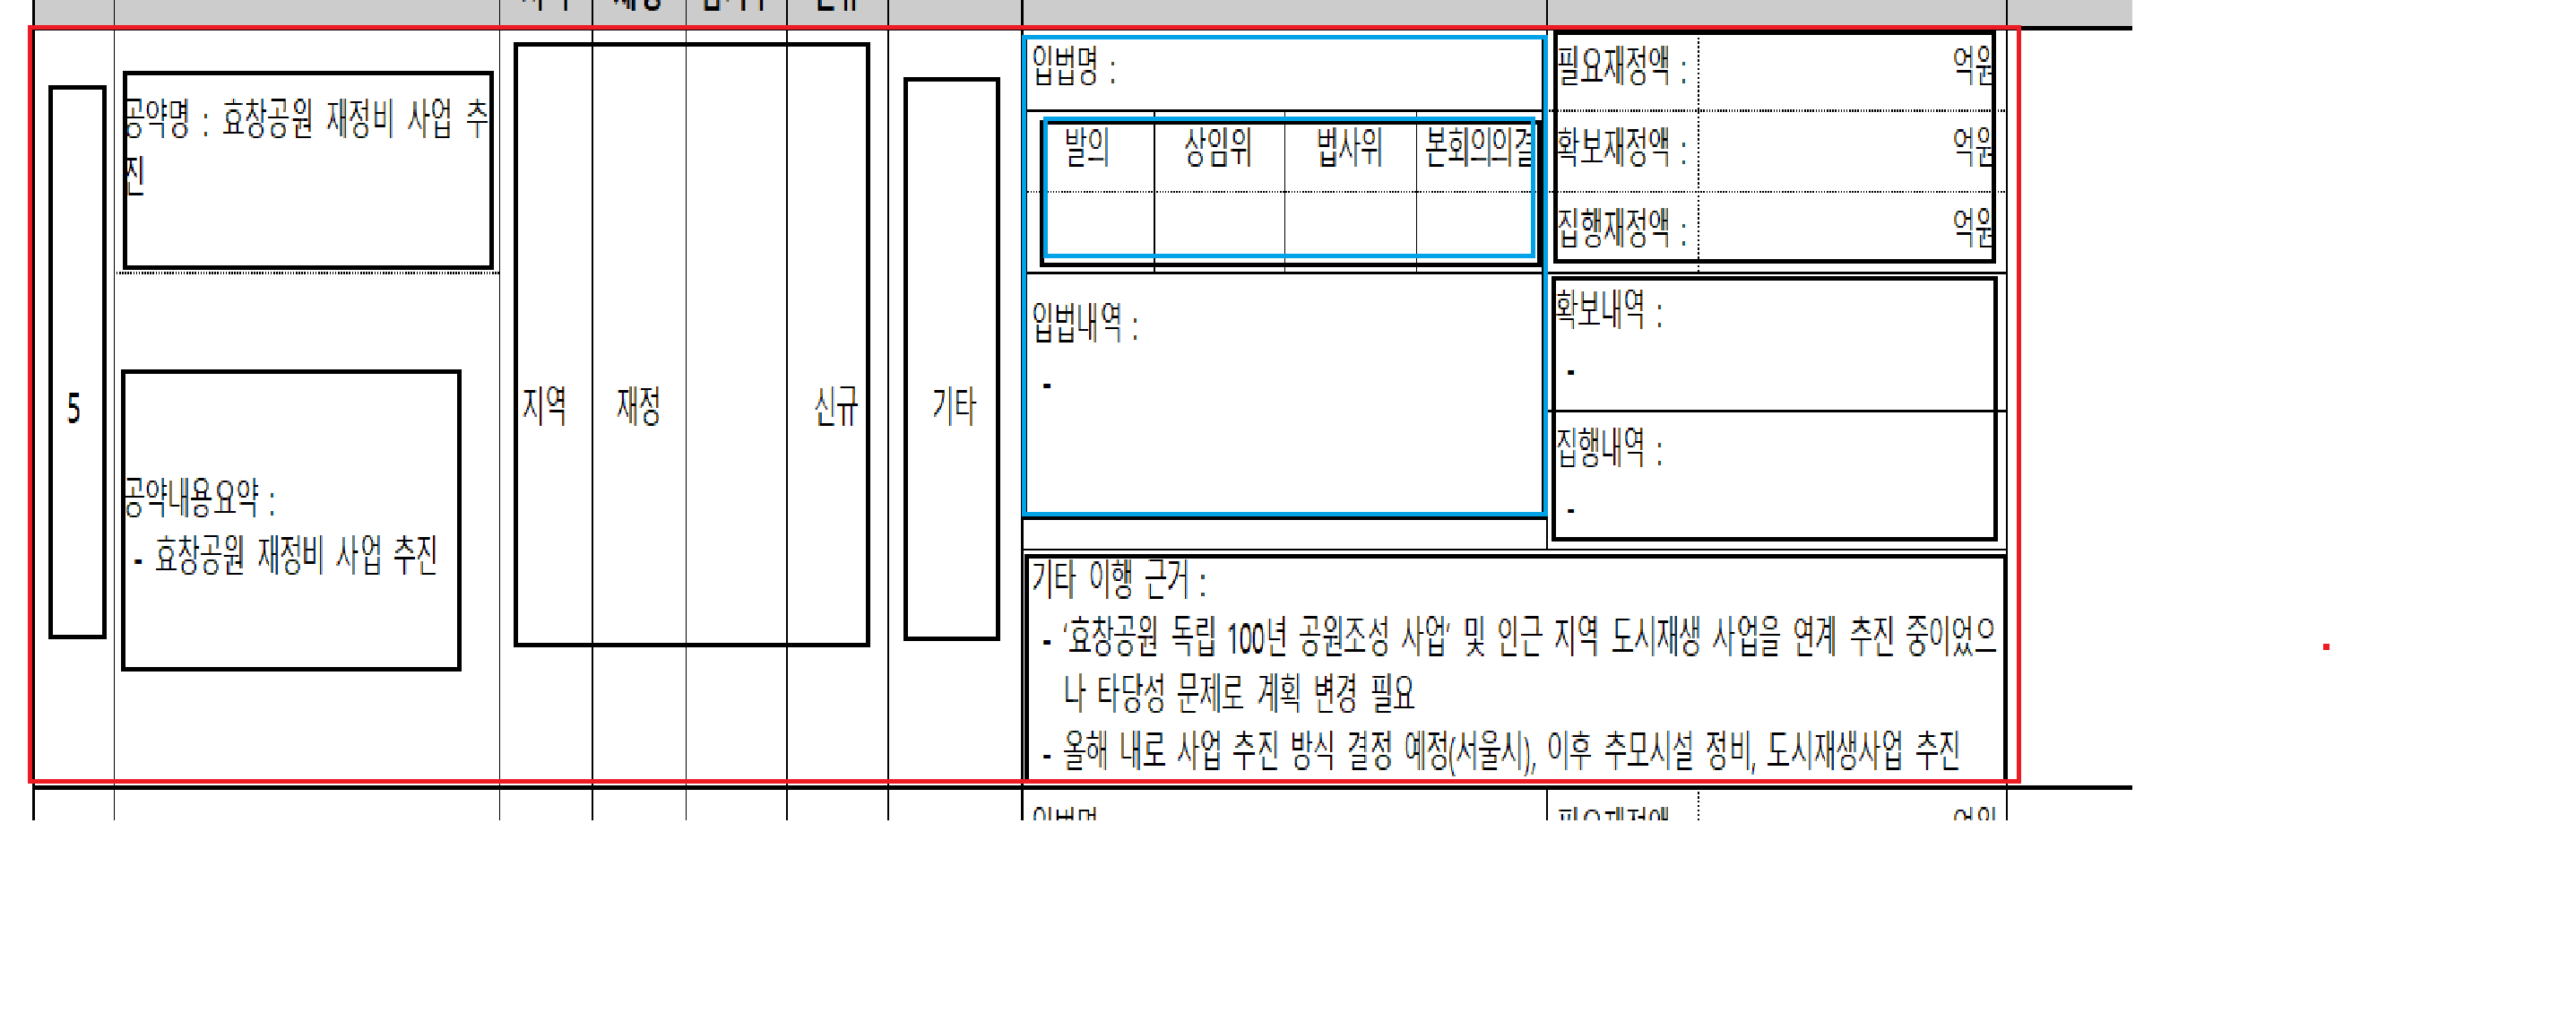 5
공약명 : 효창공원 재정비 사업 추
진
공약내용요약 :
- 효창공원 재정비 사업 추진
지역 재정 신규
기타
입법명 :
발의 상임위 법사위 본회의의결
입법내역 :
-
필요재정액 : 억원
확보재정액 : 억원
집행재정액 : 억원
확보내역 :
-
집행내역 :
-
기타 이행 근거 :
- '효창공원 독립 100년 공원조성 사업' 및 인근 지역 도시재생 사업을 연계 추진 중이었으
나 타당성 문제로 계획 변경 필요
- 올해 내로 사업 추진 방식 결정 예정(서울시), 이후 추모시설 정비, 도시재생사업 추진